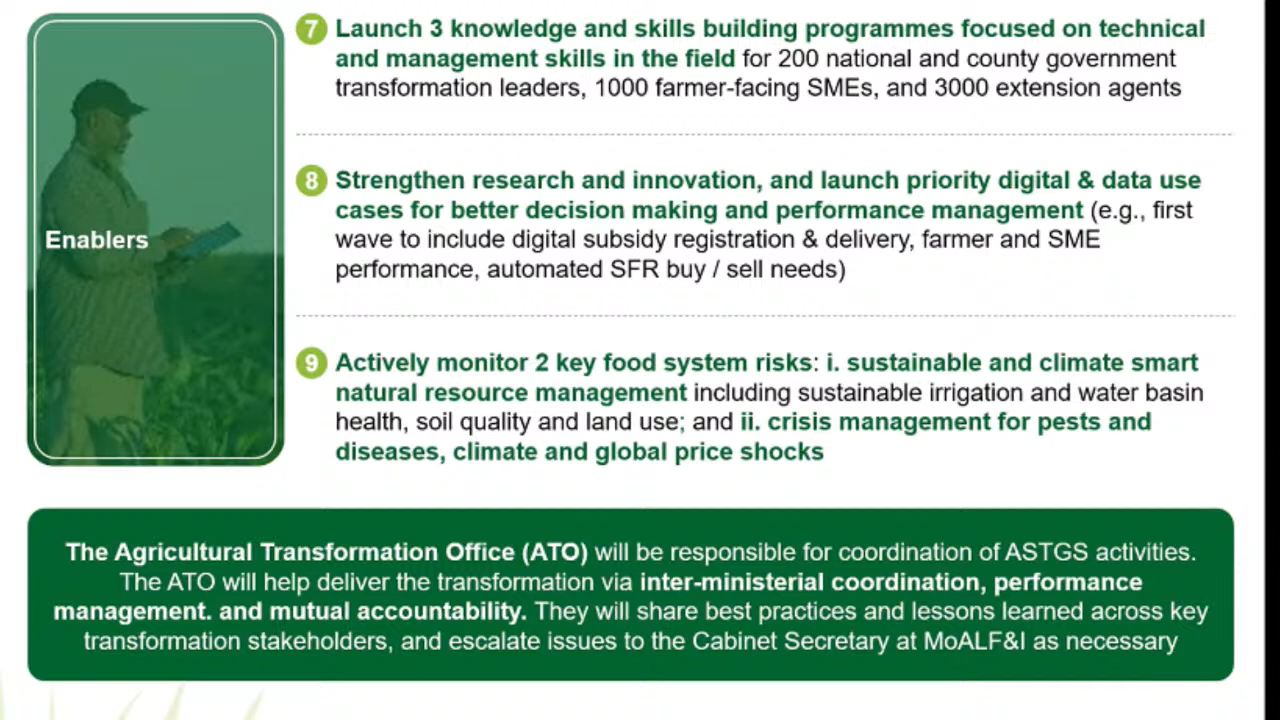 Enablers
7 Launch 3 knowledge and skills building programmes focused on technical
and management skills in the field for 200 national and county government
transformation leaders, 1000 farmer-facing SMEs, and 3000 extension agents
8 Strengthen research and innovation, and launch priority digital & data use
cases for better decision making and performance management (e.g., first
wave to include digital subsidy registration & delivery, farmer and SME
performance, automated SFR buy / sell needs)
9 Actively monitor 2 key food system risks: i. sustainable and climate smart
natural resource management including sustainable irrigation and water basin
health, soil quality and land use; and ii. crisis management for pests and
diseases, climate and global price shocks
The Agricultural Transformation Office (ATO) will be responsible for coordination of ASTGS activities.
The ATO will help deliver the transformation via inter-ministerial coordination, performance
management. and mutual accountability. They will share best practices and lessons learned across key
transformation stakeholders, and escalate issues to the Cabinet Secretary at MoALF&I as necessary